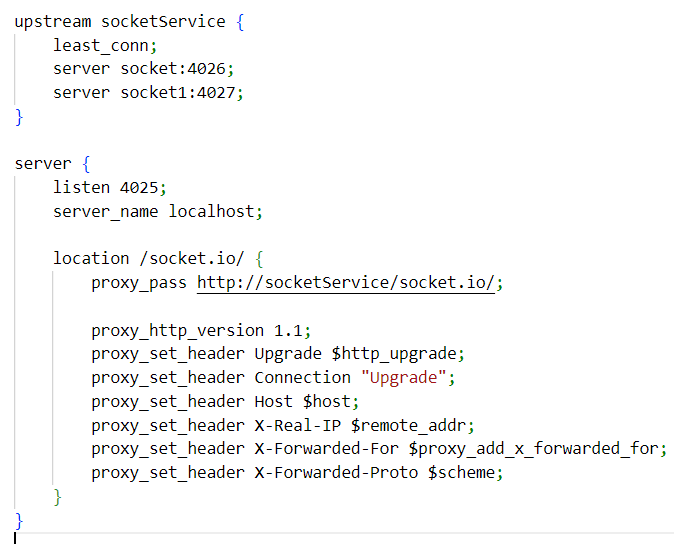 upstream socketService {
    least_conn;
    server socket:4026;
    server socket1:4027;
}

server {
    listen 4025;
    server_name localhost;

    location /socket.io/ {
        proxy_pass http://socketService/socket.io/;

        proxy_http_version 1.1;
        proxy_set_header Upgrade $http_upgrade;
        proxy_set_header Connection "Upgrade";
        proxy_set_header Host $host;
        proxy_set_header X-Real-IP $remote_addr;
        proxy_set_header X-Forwarded-For $proxy_add_x_forwarded_for;
        proxy_set_header X-Forwarded-Proto $scheme;
    }
}